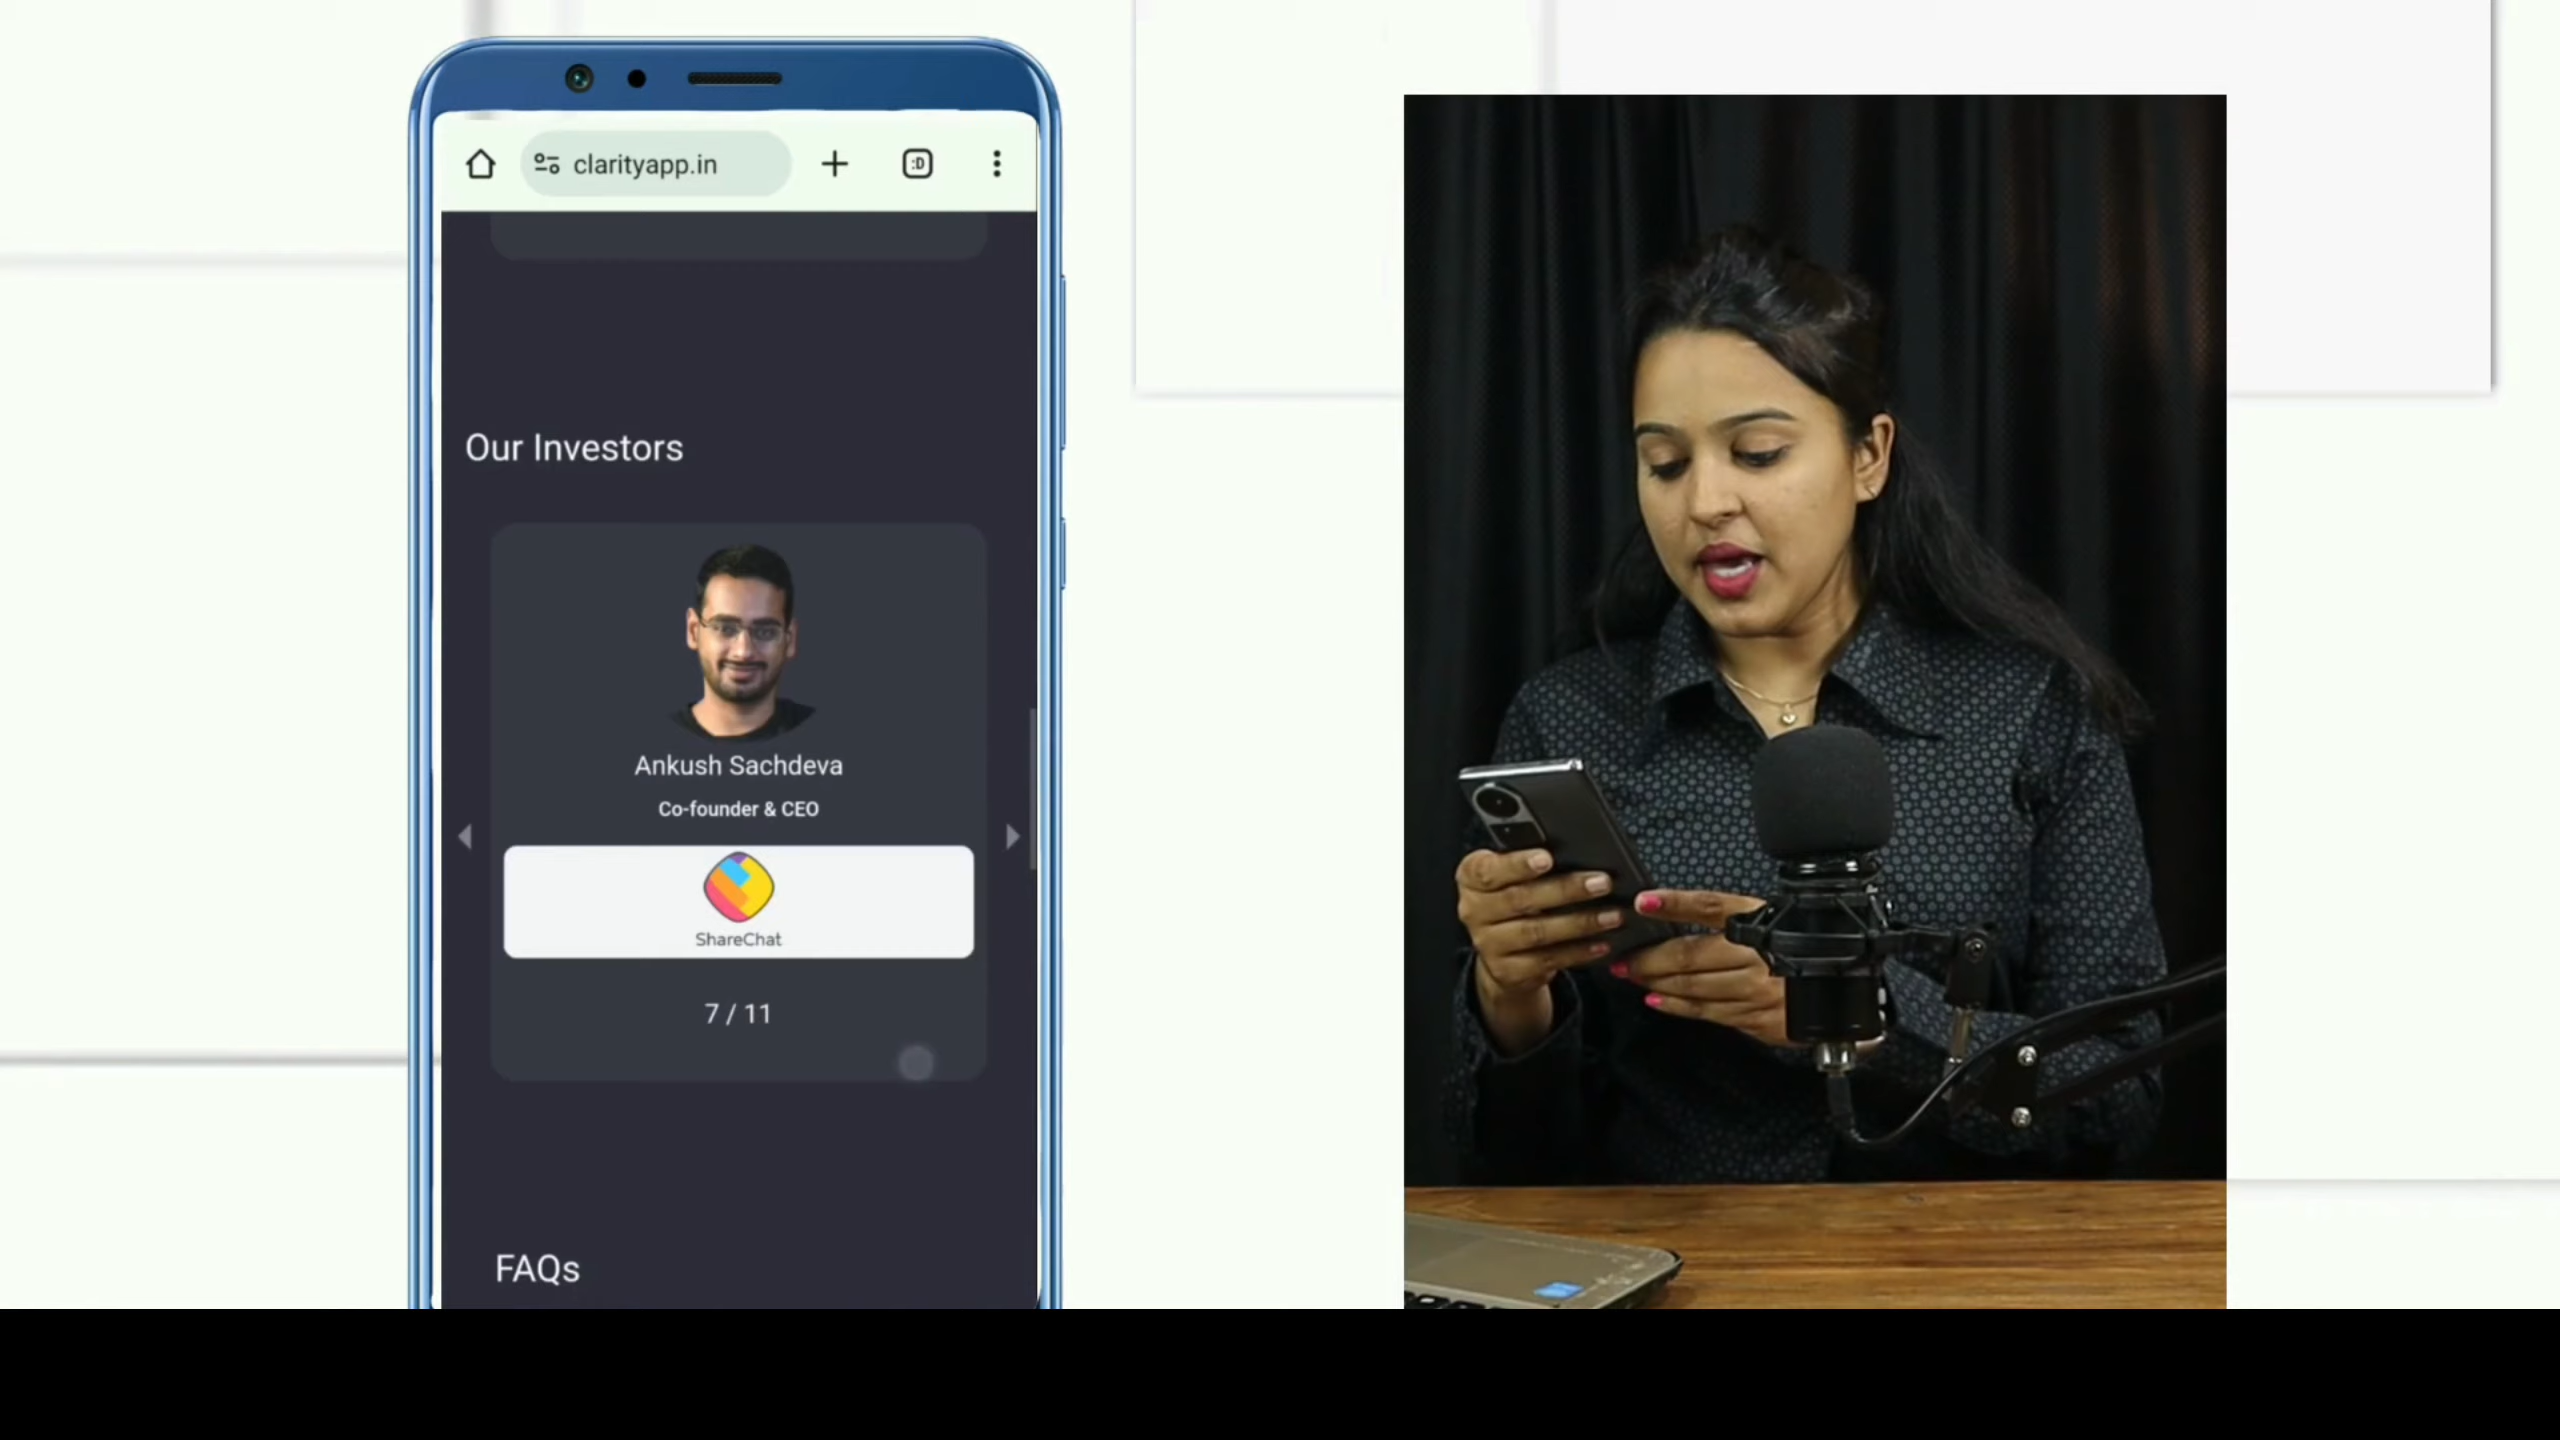 clarityapp.in
:D
Our Investors
Ankush Sachdeva
Co-founder & CEO
ShareChat
7 / 11
FAQs